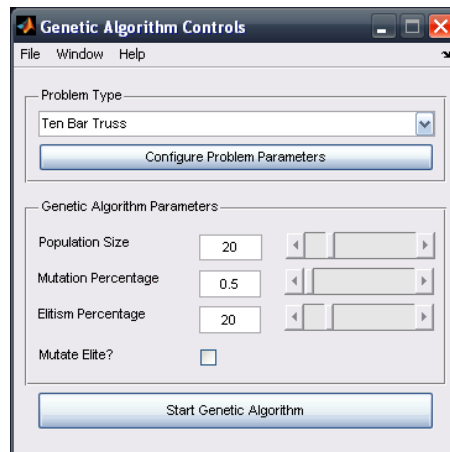 Genetic Algorithm Controls
File Window Help
Problem Type
Ten Bar Truss
Configure Problem Parameters
Genetic Algorithm Parameters
Population Size 20
Mutation Percentage 0.5
Elitism Percentage 20
Mutate Elite?
Start Genetic Algorithm